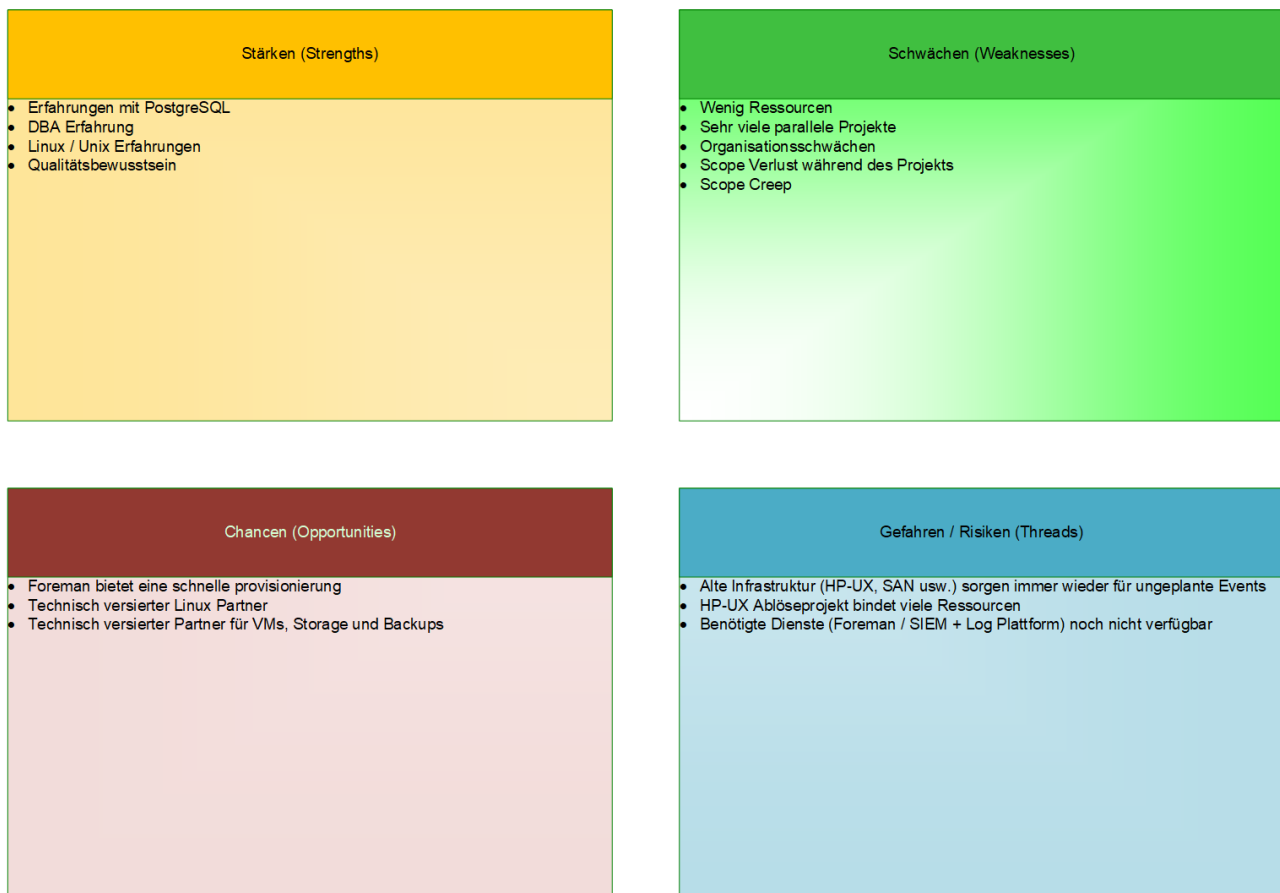 Stärken (Strengths)
• Erfahrungen mit PostgreSQL
• DBA Erfahrung
• Linux / Unix Erfahrungen
• Qualitätsbewusstsein
Schwächen (Weaknesses)
• Wenig Ressourcen
• Sehr viele parallele Projekte
• Organisationsschwächen
• Scope Verlust während des Projekts
• Scope Creep
Chancen (Opportunities)
• Foreman bietet eine schnelle provisionierung
• Technisch versierter Linux Partner
• Technisch versierter Partner für VMs, Storage und Backups
Gefahren / Risiken (Threads)
• Alte Infrastruktur (HP-UX, SAN usw.) sorgen immer wieder für ungeplante Events
• HP-UX Ablöseprojekt bindet viele Ressourcen
• Benötigte Dienste (Foreman / SIEM + Log Plattform) noch nicht verfügbar